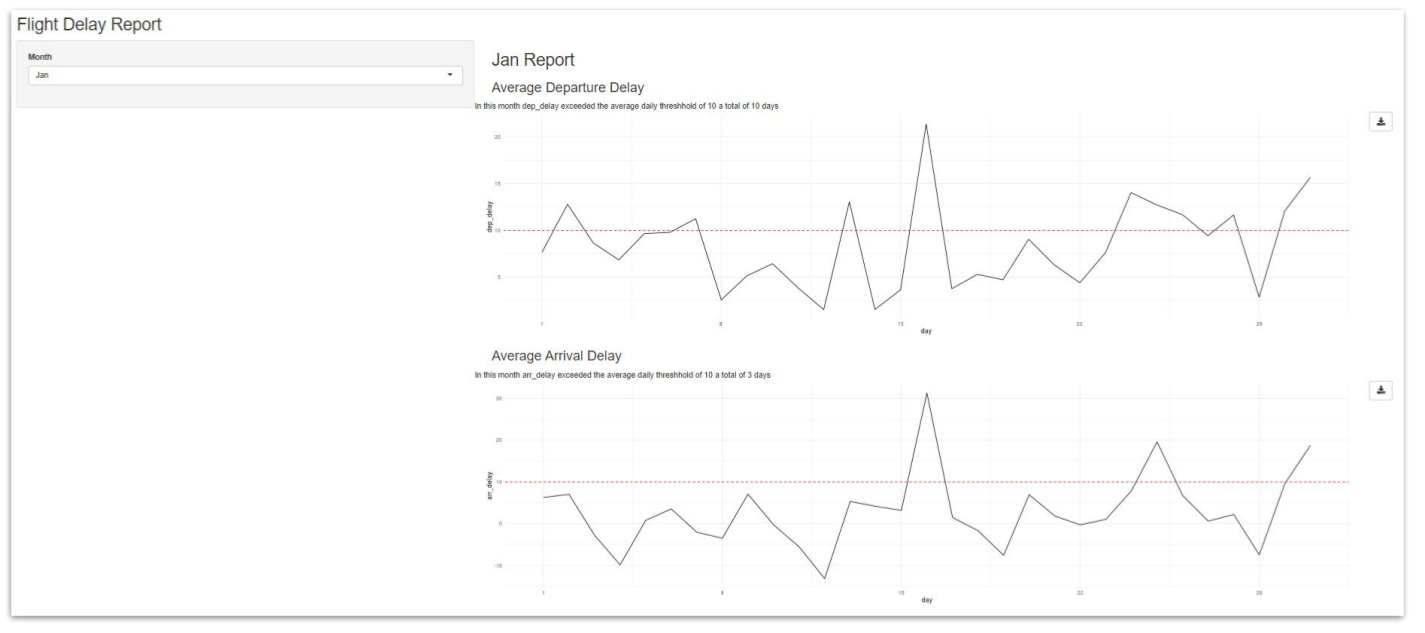 Flight Delay Report
Month
Jan
Jan Report
Average Departure Delay
In this month dep_delay exceeded the average daily threshhold of 10 a total of 10 days
20
15
10
5
dep_delay
1
8
15
22
29
day
Average Arrival Delay
In this month arr_delay exceeded the average daily threshhold of 10 a total of 3 days
30
20
10
0
-10
arr_delay
1
8
15
22
29
day